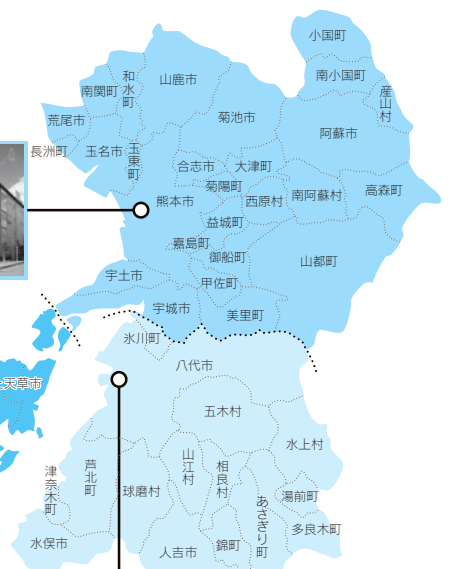 小国町
南小国町
産山村
和水町
山鹿市
南関町
菊池市
荒尾市
阿蘇市
長洲町
玉名市
玉東町
合志市
大津町
菊陽町
熊本市
西原村
南阿蘇村
高森町
益城町
嘉島町
御船町
山都町
宇土市
甲佐町
宇城市
美里町
氷川町
八代市
上天草市
五木村
水上村
山江村
相良村
芦北町
津奈木町
球磨村
湯前町
あさぎり町
多良木町
水俣市
人吉市
錦町